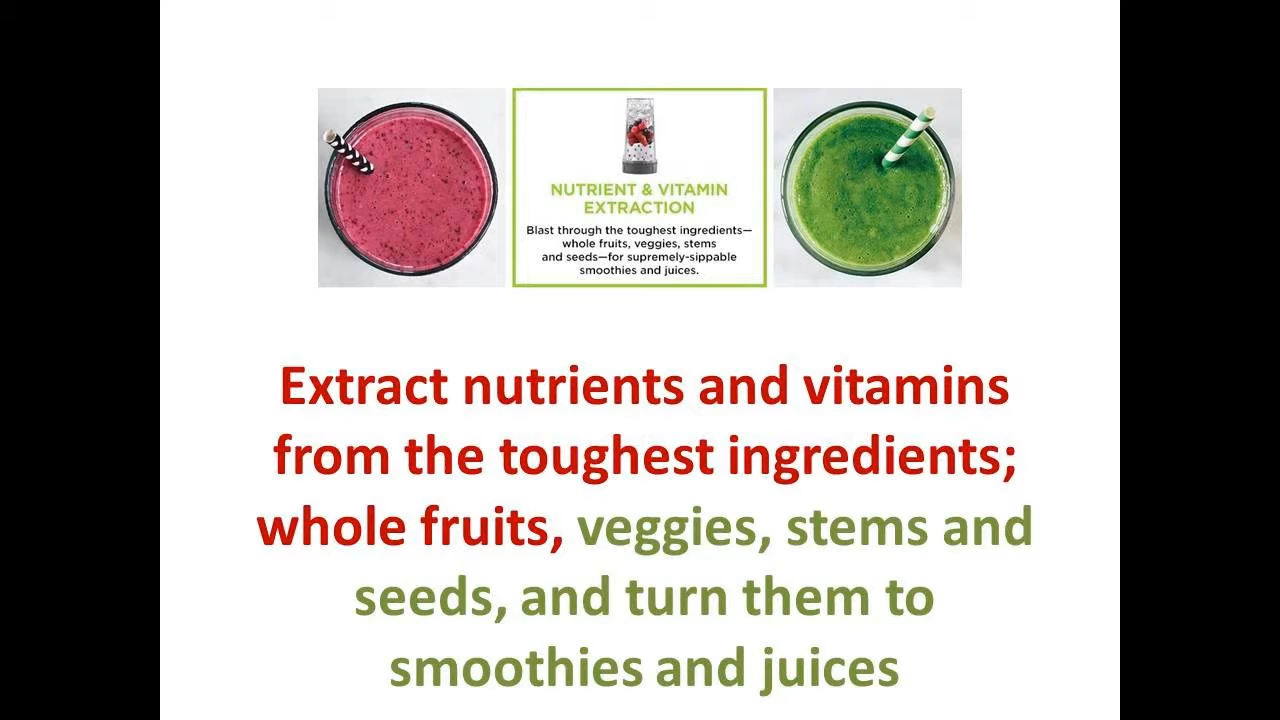 NUTRIENT & VITAMIN
EXTRACTION
Blast through the toughest ingredients—
whole fruits, veggies, stems
and seeds—for supremely-sippable
smoothies and juices.
Extract nutrients and vitamins
from the toughest ingredients;
whole fruits, veggies, stems and
seeds, and turn them to
smoothies and juices